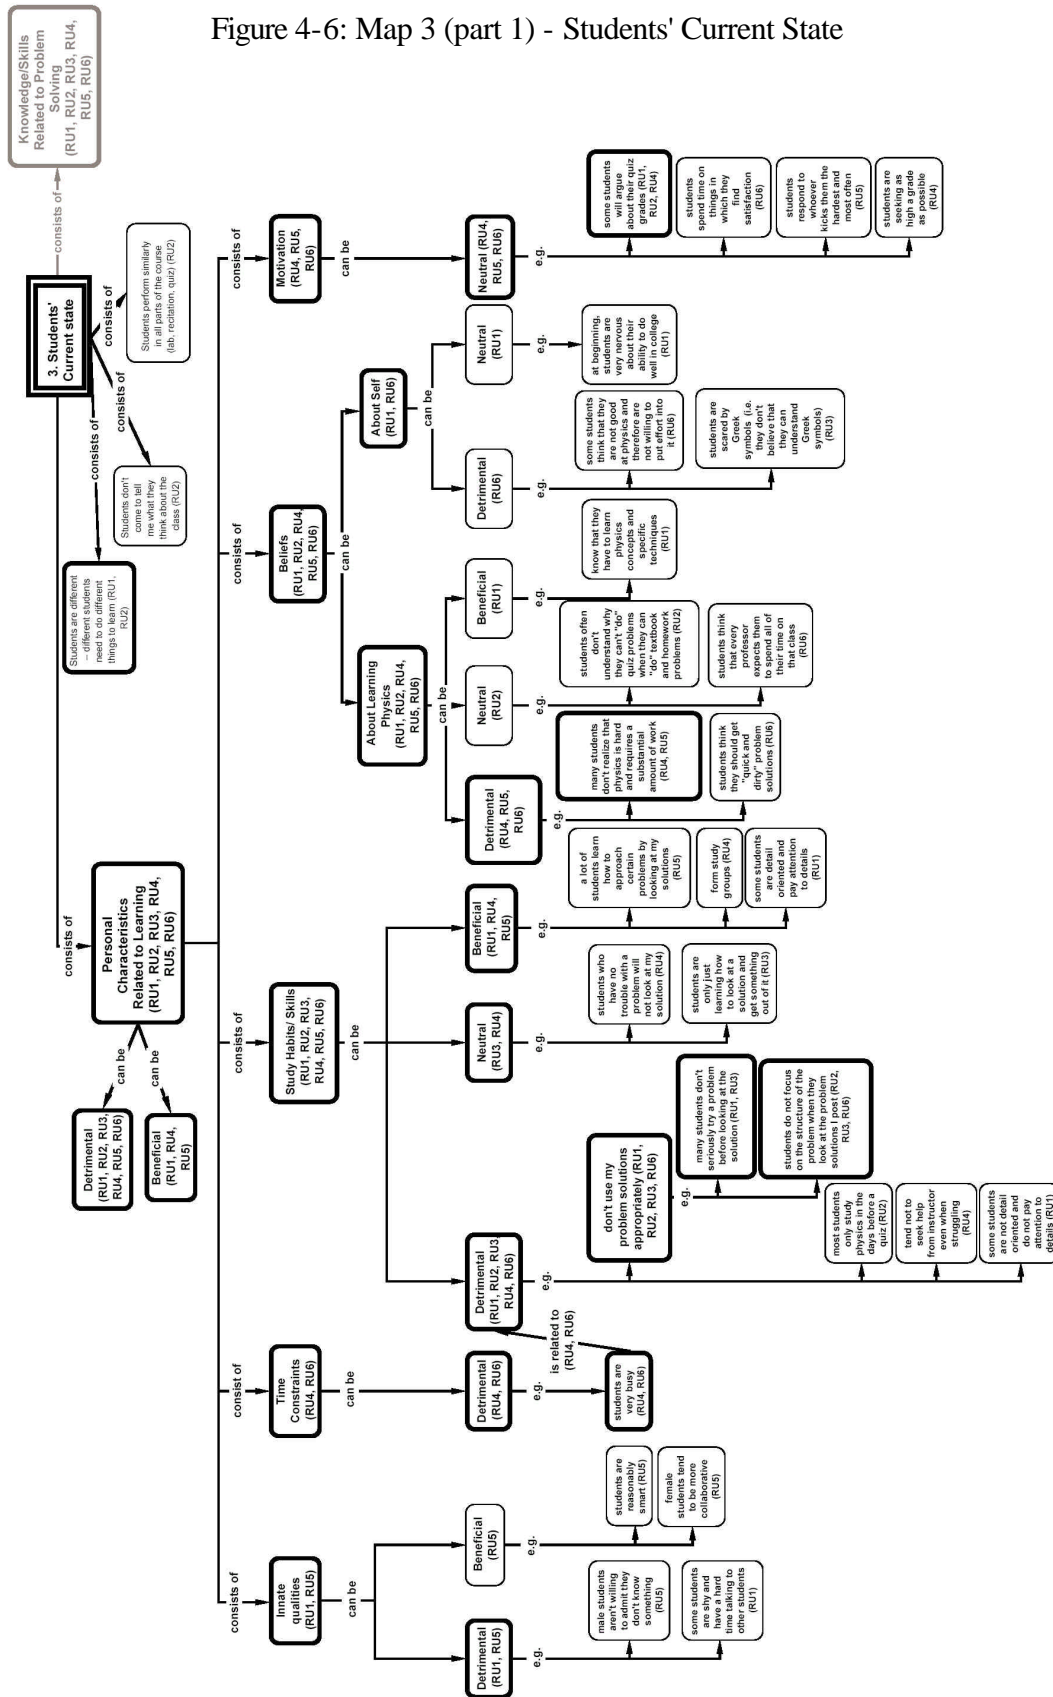 Figure 4-6: Map 3 (part 1) - Students' Current State
3. Students'
Current state
consists of
Knowledge/Skills
Related to Problem
Solving
(RU1, RU2, RU3, RU4,
RU5, RU6)
consists of
Students perform similarly
in all parts of the course
(lab, recitation, quiz) (RU2)
consists of
Students don't
come to tell
me what they
think about the
class (RU2)
consists of
Students are different
– different students
need to do different
things to learn (RU1,
RU2)
consists of
Personal
Characteristics
Related to Learning
(RU1, RU2, RU3, RU4,
RU5, RU6)
can be
Detrimental
(RU1, RU2, RU3,
RU4, RU5, RU6)
can be
Beneficial
(RU1, RU4,
RU5)
consists of
Innate
qualities
(RU1, RU5)
can be
Detrimental
(RU1, RU5)
e.g.
male students
aren't willing
to admit they
don't know
something
(RU5)
some students
are shy and
have a hard
time talking to
other students
(RU1)
Beneficial
(RU5)
e.g.
students are
reasonably
smart (RU5)
female
students tend
to be more
collaborative
(RU5)
consist of
Time
Constraints
(RU4, RU6)
can be
Detrimental
(RU4, RU6)
e.g.
students are
very busy
(RU4, RU6)
is related to
(RU4, RU6)
consists of
Study Habits/ Skills
(RU1, RU2, RU3,
RU4, RU5, RU6)
can be
Detrimental
(RU1, RU2, RU3,
RU4, RU6)
e.g.
don't use my
problem solutions
appropriately (RU1,
RU2, RU3, RU6)
e.g.
many students don't
seriously try a problem
before looking at the
solution (RU1, RU3)
students do not focus
on the structure of the
problem when they
look at the problem
solutions I post (RU2,
RU3, RU6)
most students
only study
physics in the
days before a
quiz (RU2)
tend not to
seek help
from instructor
even when
struggling
(RU4)
some students
are not detail
oriented and
do not pay
attention to
details (RU1)
Neutral
(RU3, RU4)
e.g.
students who
have no
trouble with a
problem will
not look at my
solution (RU4)
students are
only just
learning how
to look at a
solution and
get something
out of it (RU3)
Beneficial
(RU1, RU4,
RU5)
e.g.
a lot of
students learn
how to
approach
certain
problems by
looking at my
solutions
(RU5)
form study
groups (RU4)
some students
are detail
oriented and
pay attention
to details
(RU1)
consists of
Beliefs
(RU1, RU2, RU4,
RU5, RU6)
can be
About Learning
Physics
(RU1, RU2, RU4,
RU5, RU6)
can be
Detrimental
(RU4, RU5,
RU6)
e.g.
many students
don't realize that
physics is hard
and requires a
substantial
amount of work
(RU4, RU5)
students think
they should get
"quick and
dirty" problem
solutions (RU6)
Neutral
(RU2)
e.g.
students often
don't
understand why
they can't "do"
quiz problems
when they can
"do" textbook
and homework
problems (RU2)
students think
that every
professor
expects them
to spend all of
their time on
that class
(RU6)
Beneficial
(RU1)
e.g.
know that they
have to learn
physics
concepts and
specific
techniques
(RU1)
About Self
(RU1, RU6)
can be
Detrimental
(RU6)
e.g.
some students
think that they
are not good
at physics and
therefore are
not willing to
put effort into
it (RU6)
students are
scared by
Greek
symbols (i.e.
they don't
believe that
they can
understand
Greek
symbols)
(RU3)
Neutral
(RU1)
e.g.
at beginning,
students are
very nervous
about their
ability to do
well in college
(RU1)
consists of
Motivation
(RU4, RU5,
RU6)
can be
Neutral (RU4,
RU5, RU6)
e.g.
some students
will argue
about their quiz
grades (RU1,
RU2, RU4)
students
spend time on
things in
which they
find
satisfaction
(RU6)
students
respond to
whoever
kicks them the
hardest and
most often
(RU5)
students are
seeking as
high a grade
as possible
(RU4)